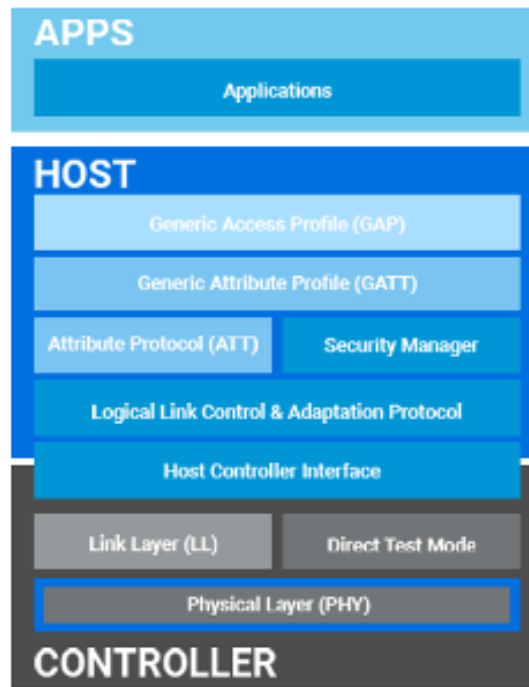 APPS
Applications
HOST
Generic Access Profile (GAP)
Generic Attribute Profile (GATT)
Attribute Protocol (ATT)
Security Manager
Logical Link Control & Adaptation Protocol
Host Controller Interface
Link Layer (LL)
Direct Test Mode
Physical Layer (PHY)
CONTROLLER